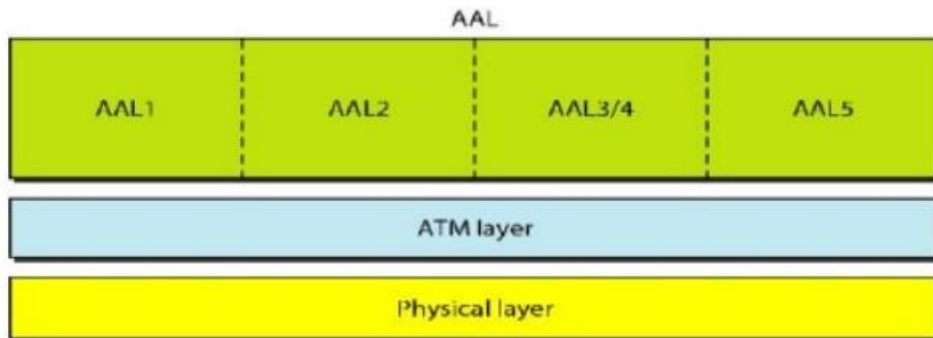 AAL
AAL1 AAL2 AAL3/4 AAL5
ATM layer
Physical layer